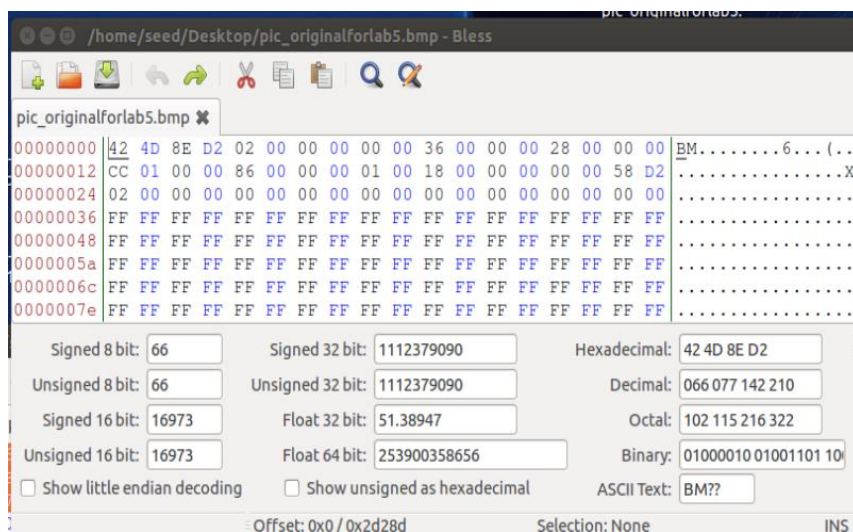 pic_originalforlab5.
/home/seed/Desktop/pic_originalforlab5.bmp - Bless
pic_originalforlab5.bmp
00000000 42 4D 8E D2 02 00 00 00 00 00 36 00 00 00 28 00 00 00 BM........6...(..
00000012 CC 01 00 00 86 00 00 00 01 00 18 00 00 00 00 00 58 D2 ................X
00000024 02 00 00 00 00 00 00 00 00 00 00 00 00 00 00 00 00 00 .................
00000036 FF FF FF FF FF FF FF FF FF FF FF FF FF FF FF FF FF FF .................
00000048 FF FF FF FF FF FF FF FF FF FF FF FF FF FF FF FF FF FF .................
0000005a FF FF FF FF FF FF FF FF FF FF FF FF FF FF FF FF FF FF .................
0000006c FF FF FF FF FF FF FF FF FF FF FF FF FF FF FF FF FF FF .................
0000007e FF FF FF FF FF FF FF FF FF FF FF FF FF FF FF FF FF FF .................
Signed 8 bit: 66 Signed 32 bit: 1112379090 Hexadecimal: 42 4D 8E D2
Unsigned 8 bit: 66 Unsigned 32 bit: 1112379090 Decimal: 066 077 142 210
Signed 16 bit: 16973 Float 32 bit: 51.38947 Octal: 102 115 216 322
Unsigned 16 bit: 16973 Float 64 bit: 253900358656 Binary: 01000010 01001101 10
Show little endian decoding Show unsigned as hexadecimal ASCII Text: BM??
Offset: 0x0 / 0x2d28d Selection: None INS